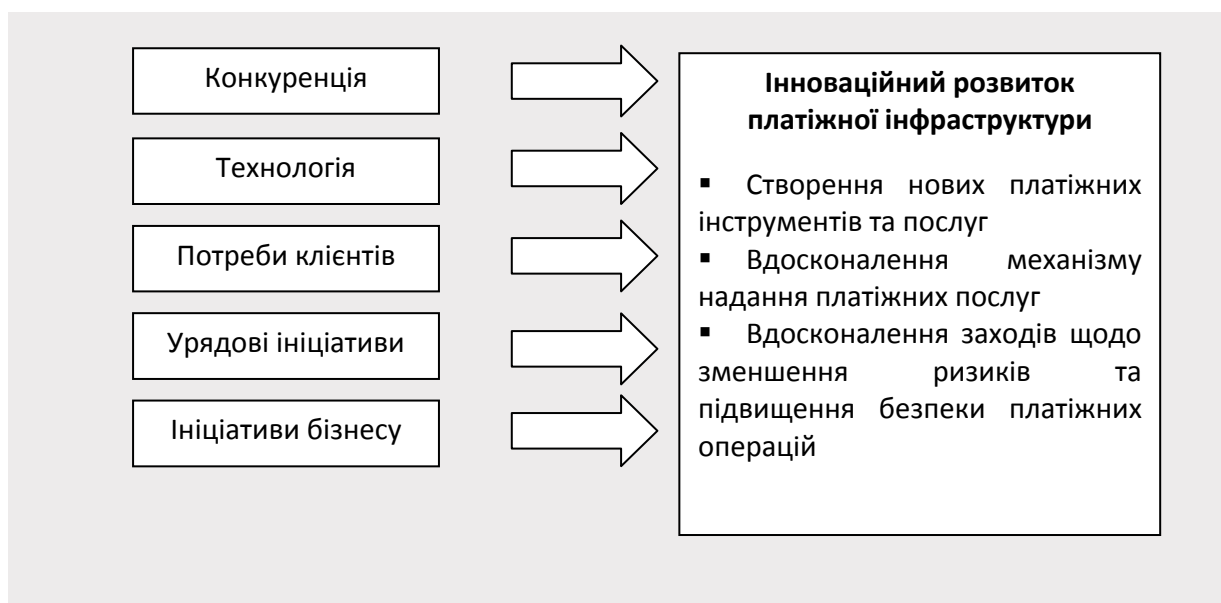 Конкуренція
Технологія
Потреби клієнтів
Урядові ініціативи
Ініціативи бізнесу
Інноваційний розвиток
платіжної інфраструктури
▪ Створення нових платіжних
інструментів та послуг
▪ Вдосконалення механізму
надання платіжних послуг
▪ Вдосконалення заходів щодо
зменшення ризиків та
підвищення безпеки платіжних
операцій